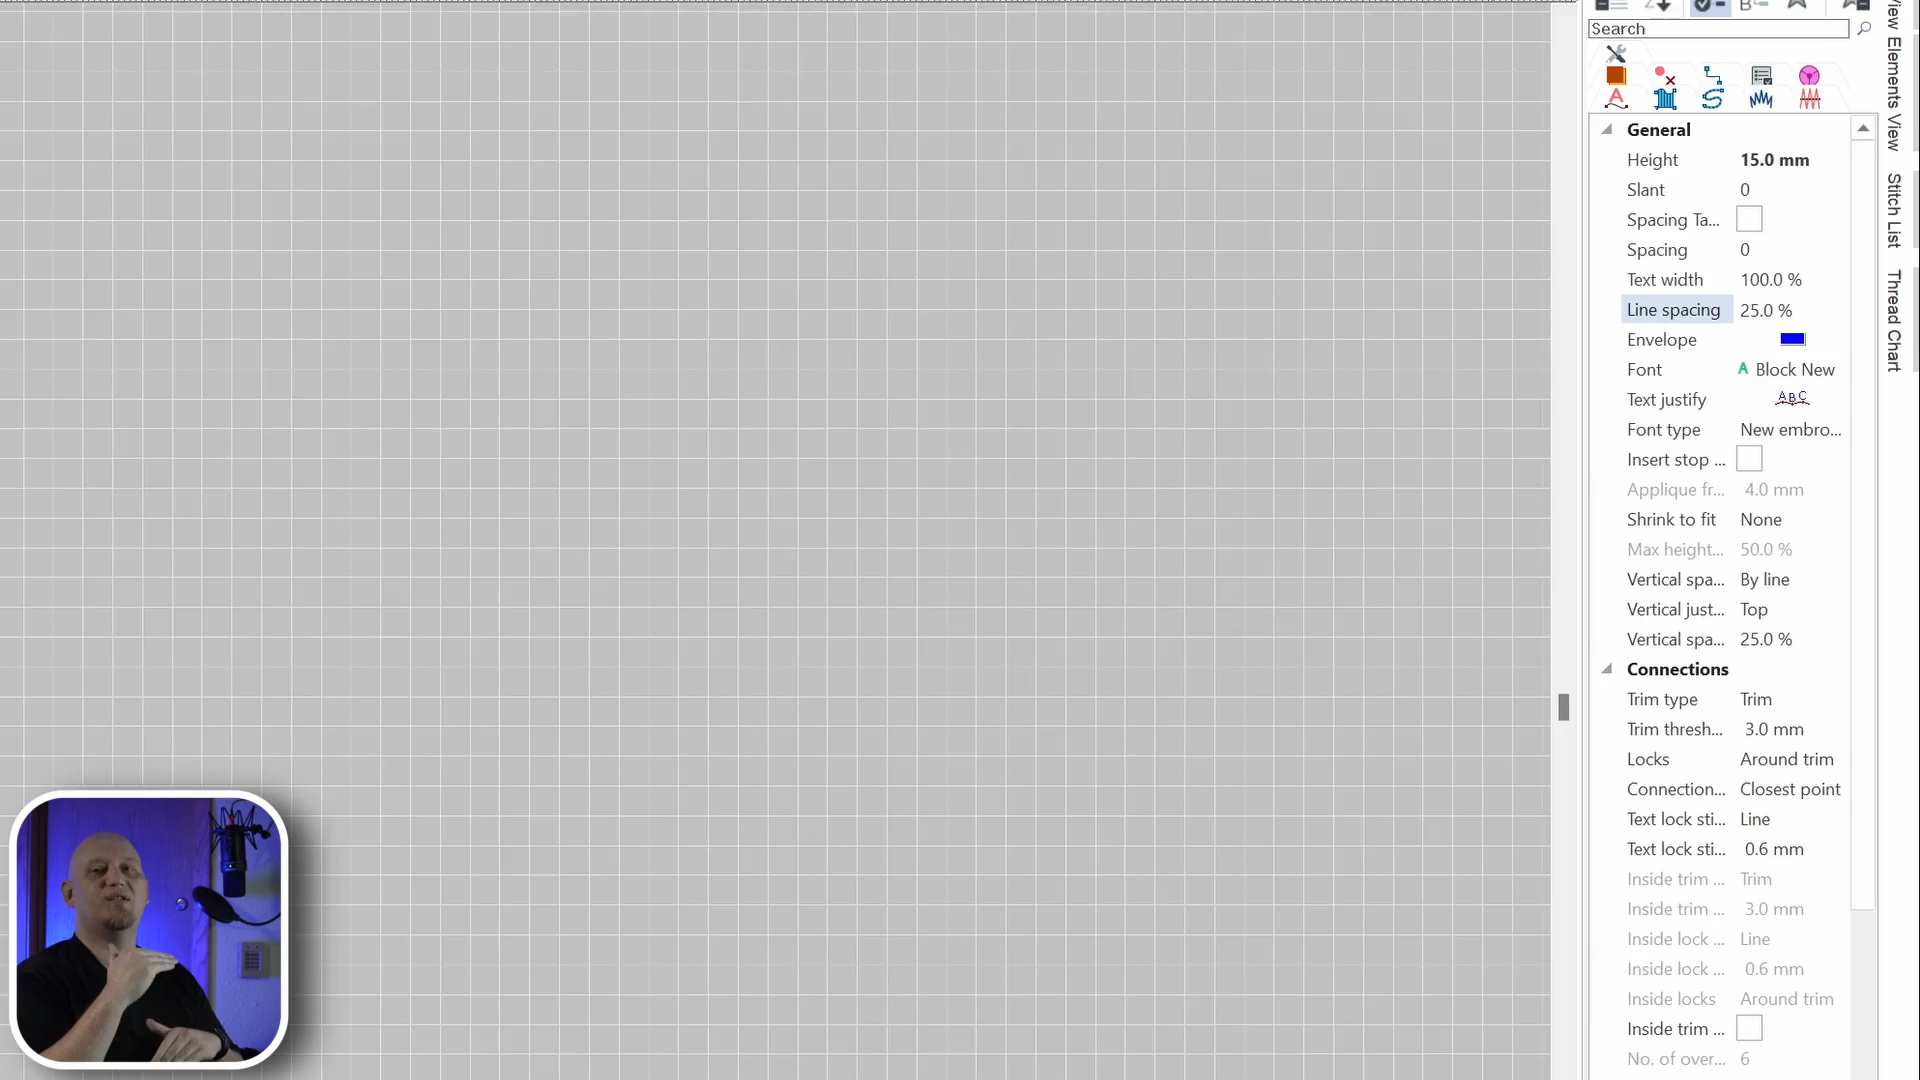 Search
General
Height 15.0 mm
Slant 0
Spacing Ta...
Spacing 0
Text width 100.0 %
Line spacing 25.0 %
Envelope
Font A Block New
Text justify ABC
Font type New embro...
Insert stop ...
Applique fr... 4.0 mm
Shrink to fit None
Max height... 50.0 %
Vertical spa... By line
Vertical just... Top
Vertical spa... 25.0 %
Connections
Trim type Trim
Trim thresh... 3.0 mm
Locks Around trim
Connection... Closest point
Text lock sti... Line
Text lock sti... 0.6 mm
Inside trim ... Trim
Inside trim ... 3.0 mm
Inside lock ... Line
Inside lock ... 0.6 mm
Inside locks Around trim
Inside trim ...
No. of over... 6
View Elements View
Stitch List
Thread Chart